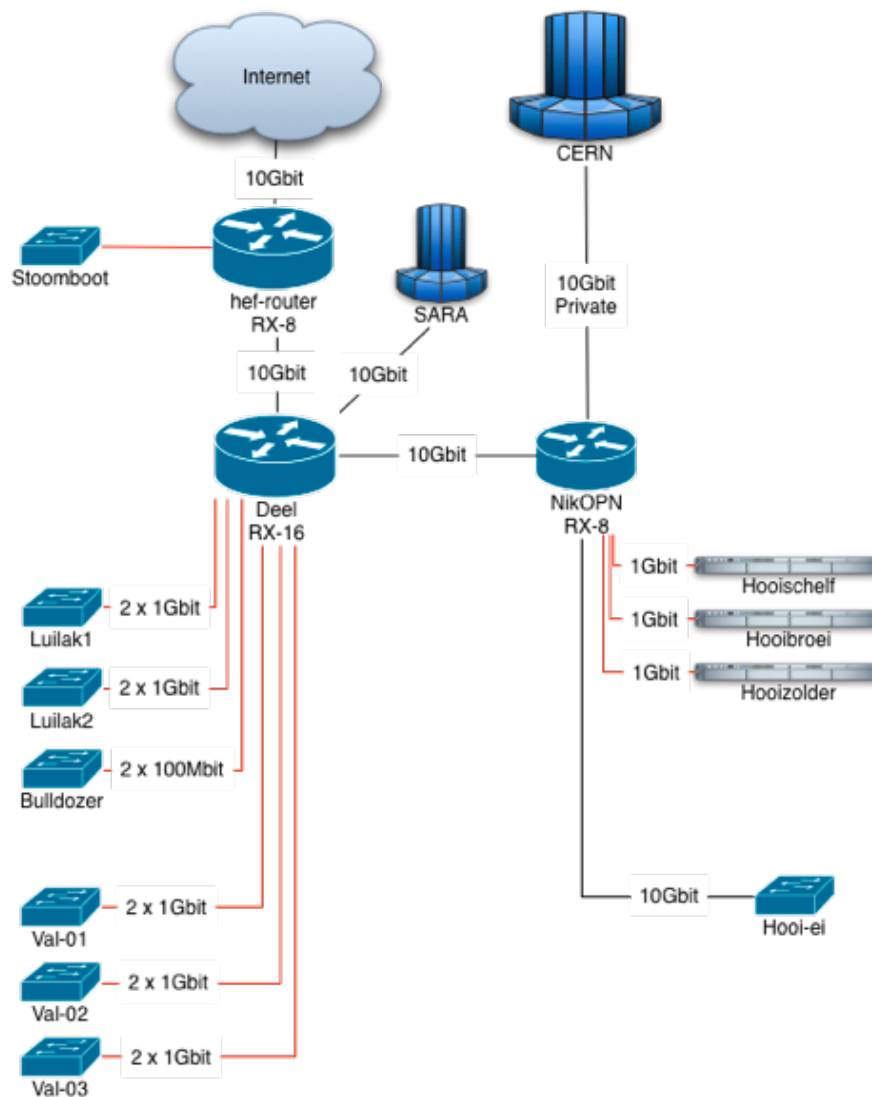 Internet
CERN
10Gbit
Stoomboot
hef-router
RX-8
SARA
10Gbit
Private
10Gbit
10Gbit
Deel
RX-16
10Gbit
NikOPN
RX-8
Luilak1
2 x 1Gbit
1Gbit
Hooischelf
1Gbit
Hooibroei
1Gbit
Hooizolder
Luilak2
2 x 1Gbit
Bulldozer
2 x 100Mbit
Val-01
2 x 1Gbit
10Gbit
Hooi-ei
Val-02
2 x 1Gbit
Val-03
2 x 1Gbit